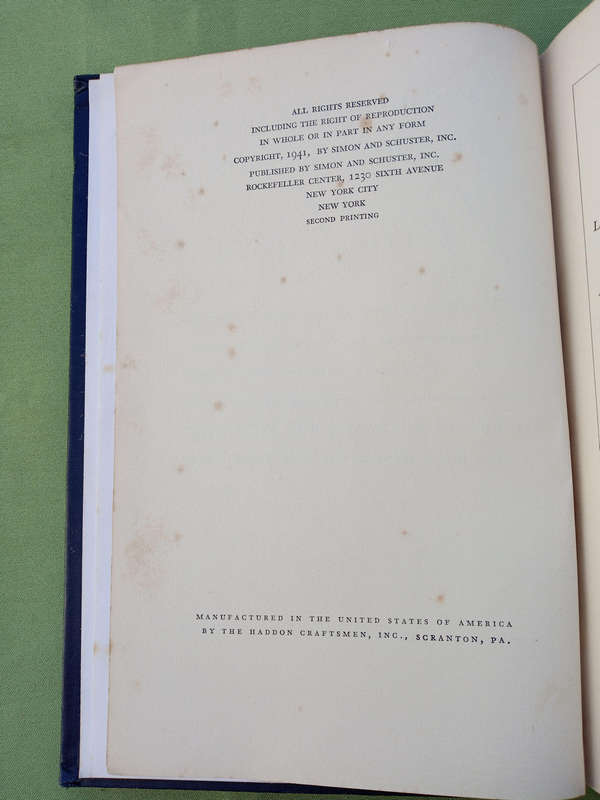 ALL RIGHTS RESERVED
INCLUDING THE RIGHT OF REPRODUCTION
IN WHOLE OR IN PART IN ANY FORM
COPYRIGHT, 1941, BY SIMON AND SCHUSTER, INC.
PUBLISHED BY SIMON AND SCHUSTER, INC.
ROCKEFELLER CENTER, 1230 SIXTH AVENUE
NEW YORK CITY
NEW YORK
SECOND PRINTING
MANUFACTURED IN THE UNITED STATES OF AMERICA
BY THE HADDON CRAFTSMEN, INC., SCRANTON, PA.